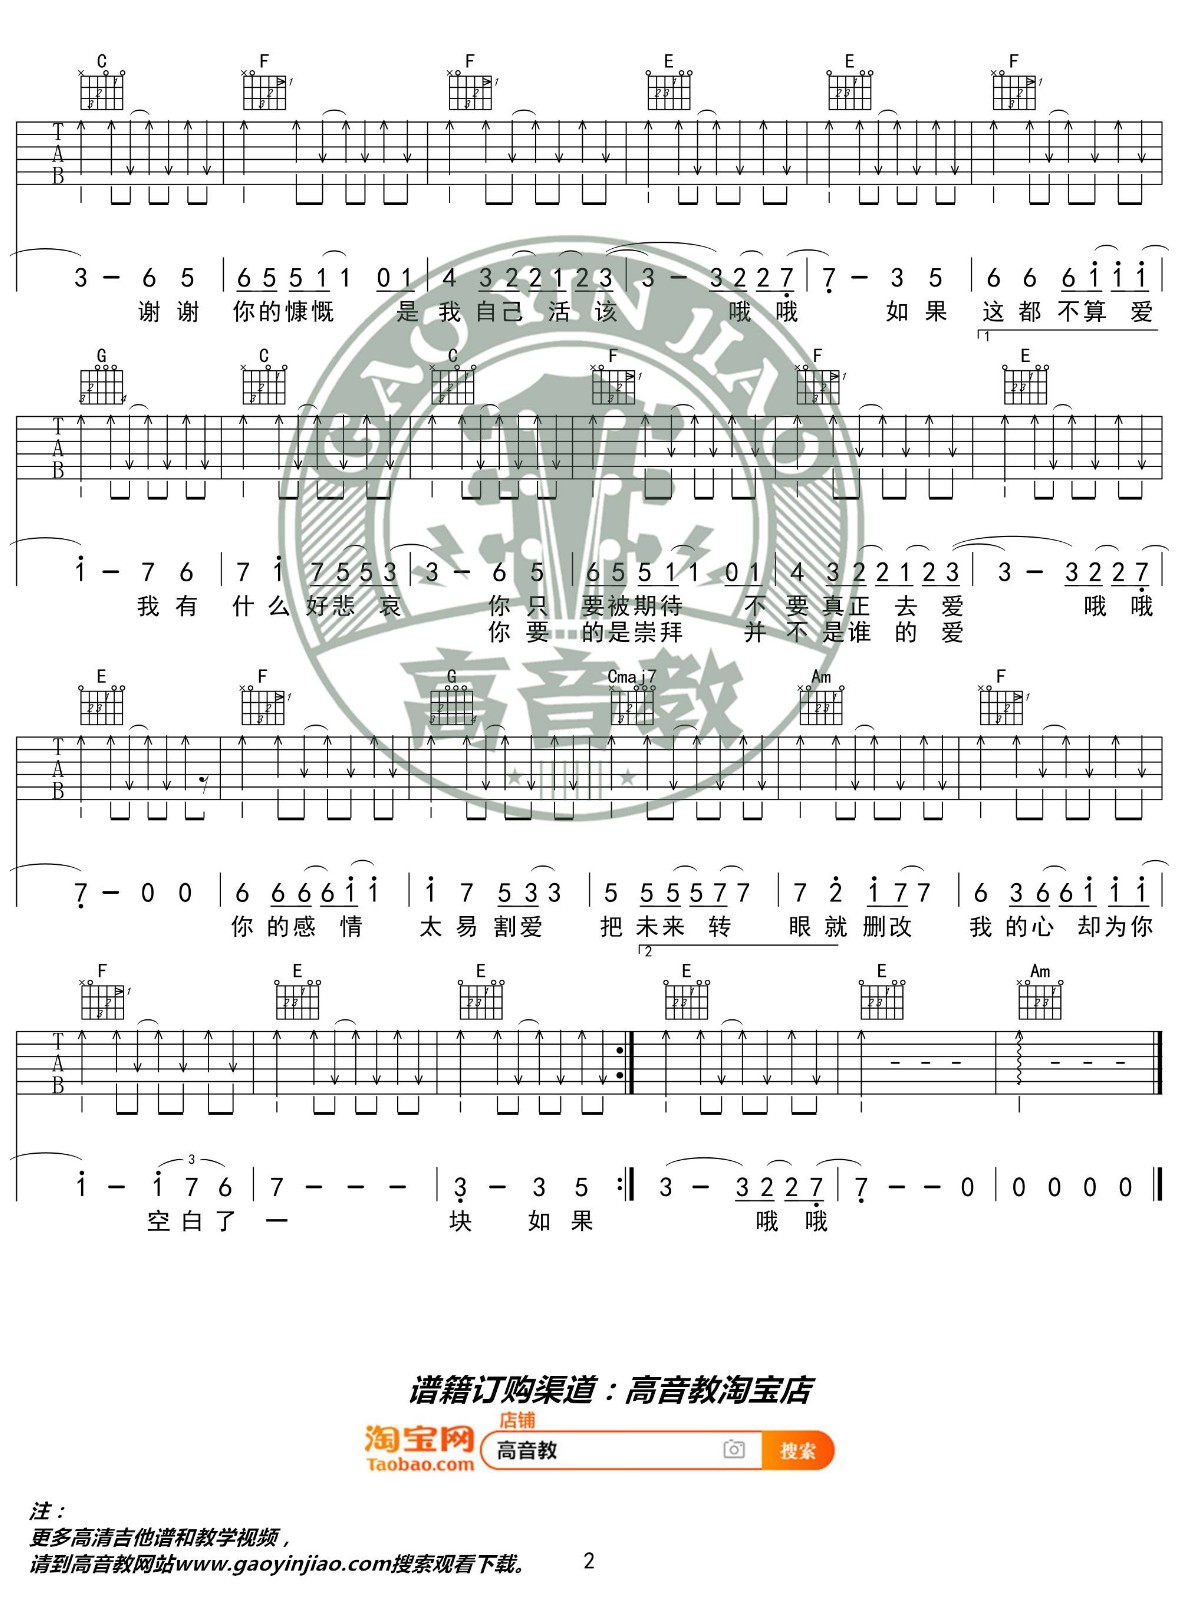 C F F E E F
T
A
B
3 - 6 5 6 5 5 1 1 0 1 4 3 2 2 1 2 3 3 - 3 2 2 7 7 - 3 5 6 6 6 i i i
谢谢 你的慷慨 是 我 自己 活 该 哦 哦 如果 这都 不算 爱
1
G C C F F E
T
A
B
i - 7 6 7 i 7 5 5 3 3 - 6 5 6 5 5 1 1 0 1 4 3 2 2 1 2 3 3 - 3 2 2 7
我有 什么好悲哀 你只 要被期待 不要真正去爱 哦 哦
你要 的是崇拜 并不是谁的爱
E F G Cmaj7 Am F
T
A
B
7 - 0 0 6 6 6 6 i i i 7 5 3 3 5 5 5 5 7 7 7 2 i 7 7 6 3 6 6 i i i
你的感情 太易割爱 把未来转 眼就删改 我的心却为你
2
F E E E E Am
T
A
B
3
i - i 7 6 7 - - - 3 - 3 5 3 - 3 2 2 7 7 - - 0 0 0 0 0
空白了 一 块 如果 哦 哦
GAO YIN JIAO
高音教
谱籍订购渠道：高音教淘宝店
店铺
淘宝网 高音教 搜索
Taobao.com
注：
更多高清吉他谱和教学视频，
请到高音教网站www.gaoyinjiao.com搜索观看下载。
2